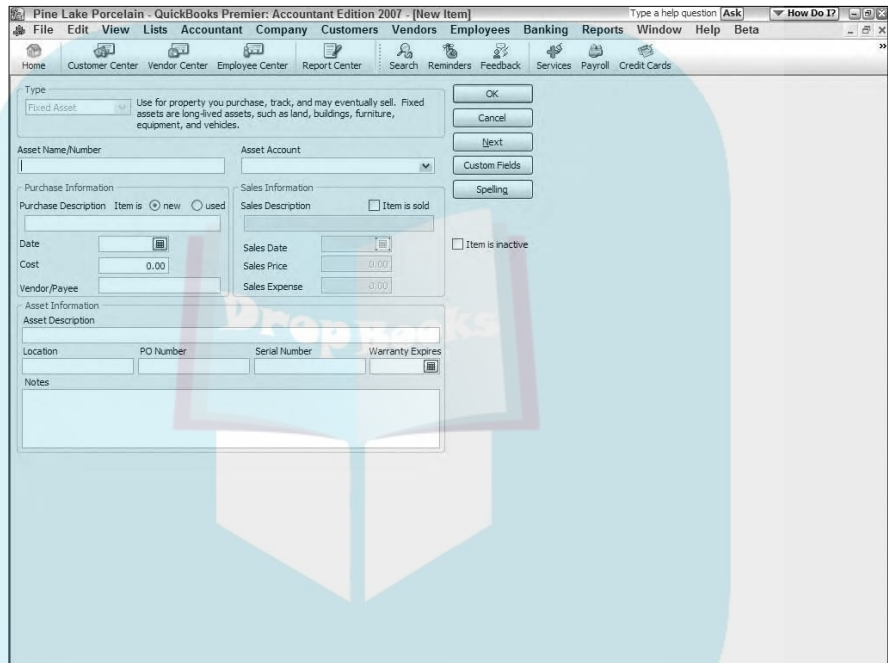 Pine Lake Porcelain - QuickBooks Premier: Accountant Edition 2007 - [New Item]
Type a help question Ask
How Do I?
File Edit View Lists Accountant Company Customers Vendors Employees Banking Reports Window Help Beta
Home Customer Center Vendor Center Employee Center Report Center Search Reminders Feedback Services Payroll Credit Cards
Type
Fixed Asset
Use for property you purchase, track, and may eventually sell. Fixed
assets are long-lived assets, such as land, buildings, furniture,
equipment, and vehicles.
OK
Cancel
Next
Custom Fields
Spelling
Item is inactive
Asset Name/Number
Asset Account
Purchase Information
Purchase Description Item is new used
Date
Cost 0.00
Vendor/Payee
Sales Information
Sales Description Item is sold
Sales Date
Sales Price 0.00
Sales Expense 0.00
Asset Information
Asset Description
Location PO Number Serial Number Warranty Expires
Notes
Drop Books